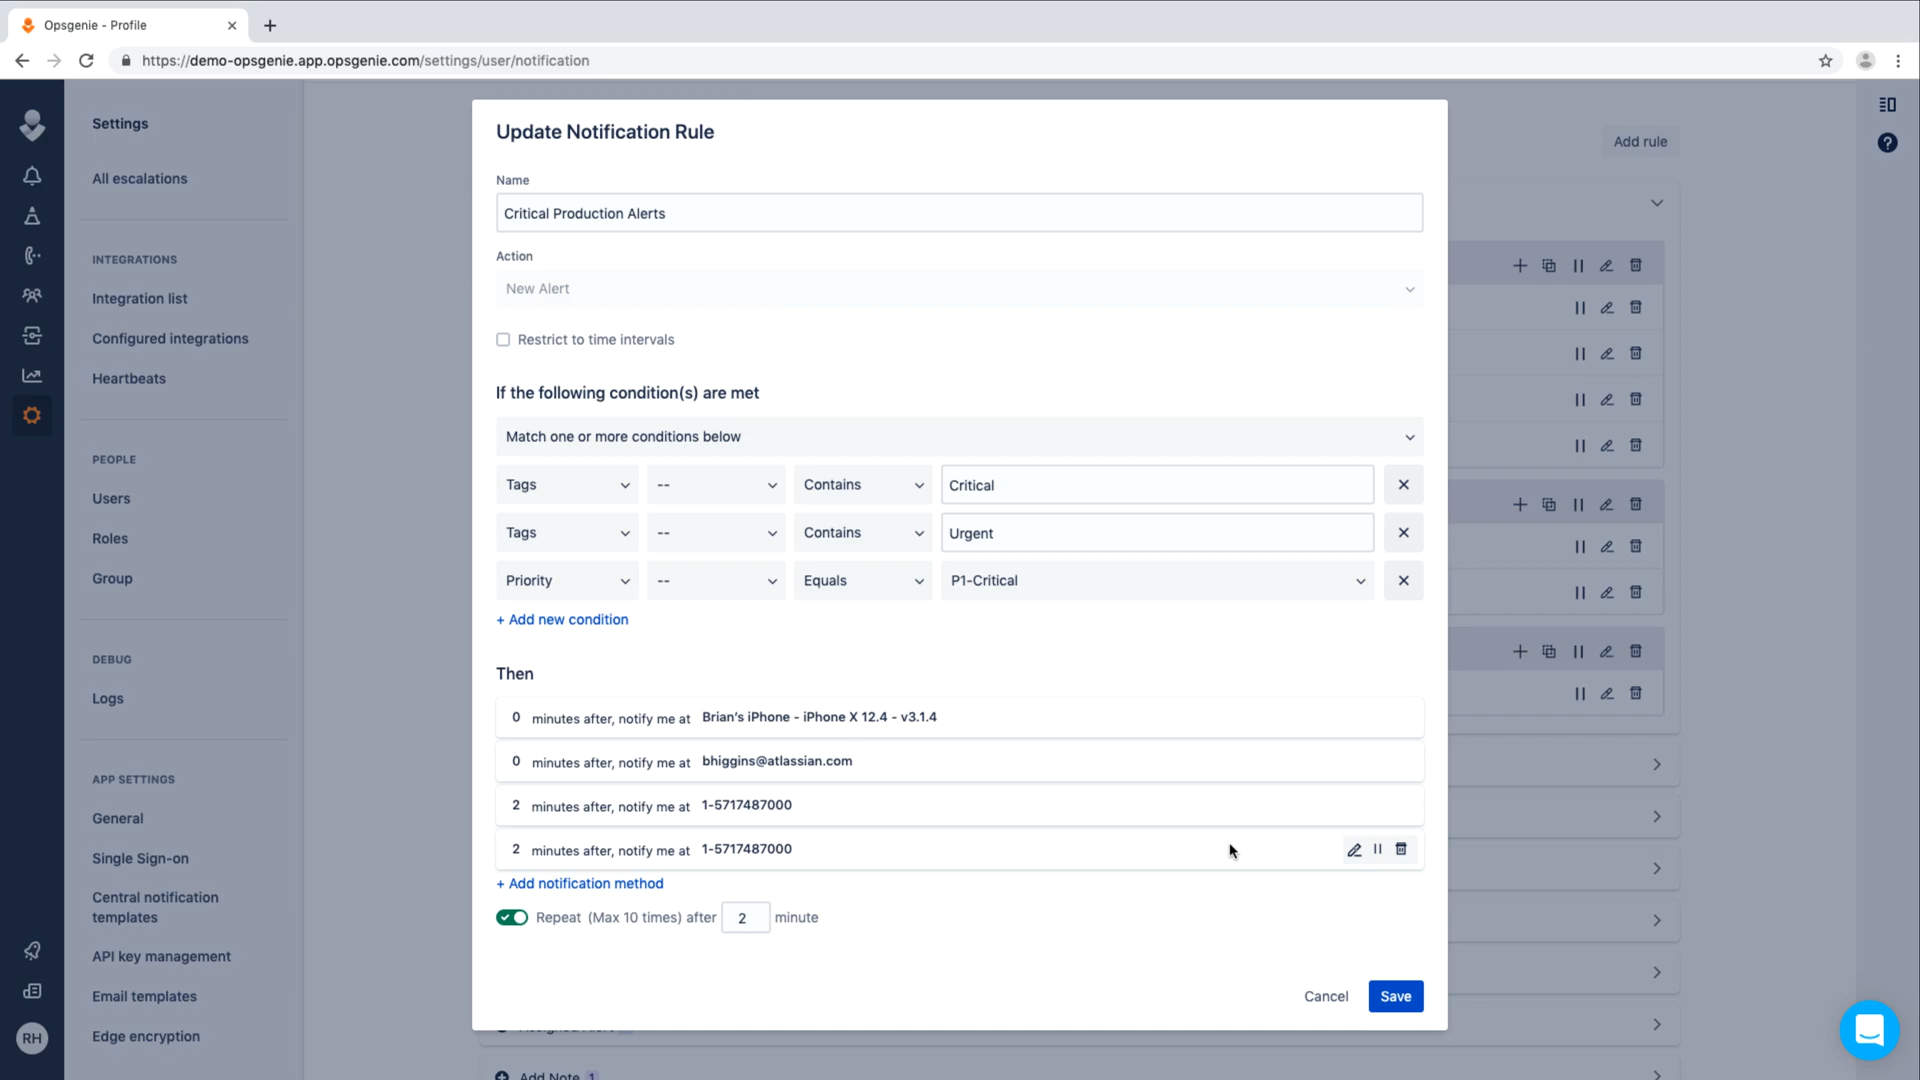 Opsgenie - Profile
https://demo-opsgenie.app.opsgenie.com/settings/user/notification
Settings
All escalations
INTEGRATIONS
Integration list
Configured integrations
Heartbeats
PEOPLE
Users
Roles
Group
DEBUG
Logs
APP SETTINGS
General
Single Sign-on
Central notification
templates
API key management
Email templates
Edge encryption
RH
Add rule
Update Notification Rule
Name
Critical Production Alerts
Action
New Alert
Restrict to time intervals
If the following condition(s) are met
Match one or more conditions below
Tags -- Contains Critical
Tags -- Contains Urgent
Priority -- Equals P1-Critical
+ Add new condition
Then
0 minutes after, notify me at Brian's iPhone - iPhone X 12.4 - v3.1.4
0 minutes after, notify me at bhiggins@atlassian.com
2 minutes after, notify me at 1-5717487000
2 minutes after, notify me at 1-5717487000
+ Add notification method
Repeat (Max 10 times) after 2 minute
Cancel Save
Add Note 1